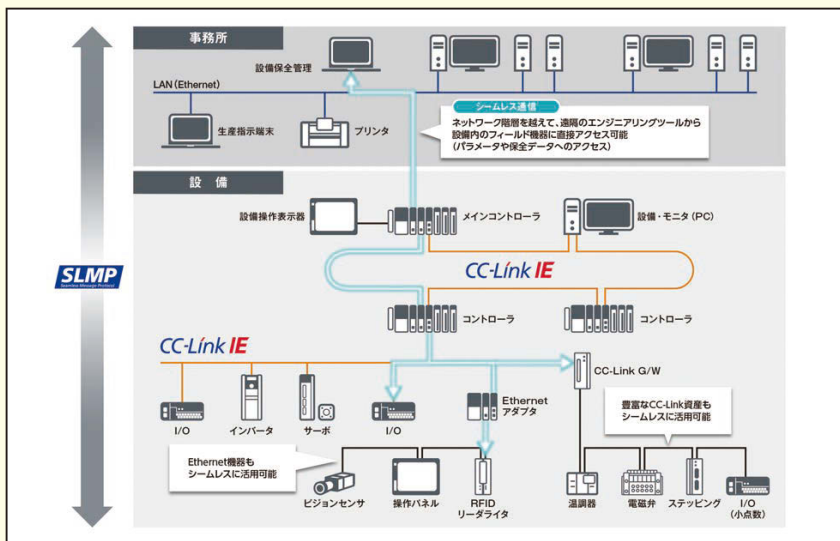 事務所
設備保全管理
LAN(Ethernet)
生産指示端末
プリンタ
シームレス通信
ネットワーク階層を越えて、遠隔のエンジニアリングツールから
設備内のフィールド機器に直接アクセス可能
(パラメータや保全データへのアクセス)
設 備
設備操作表示器
メインコントローラ
設備・モニタ(PC)
SLMP
Seamless Message Protocol
CC-Link IE
コントローラ
コントローラ
CC-Link IE
CC-Link G/W
I/O
インバータ
サーボ
I/O
Ethernet
アダプタ
豊富なCC-Link資産も
シームレスに活用可能
Ethernet機器も
シームレスに活用可能
ビジョンセンサ
操作パネル
RFID
リーダライタ
温調器
電磁弁
ステッピング
I/O
(小点数)